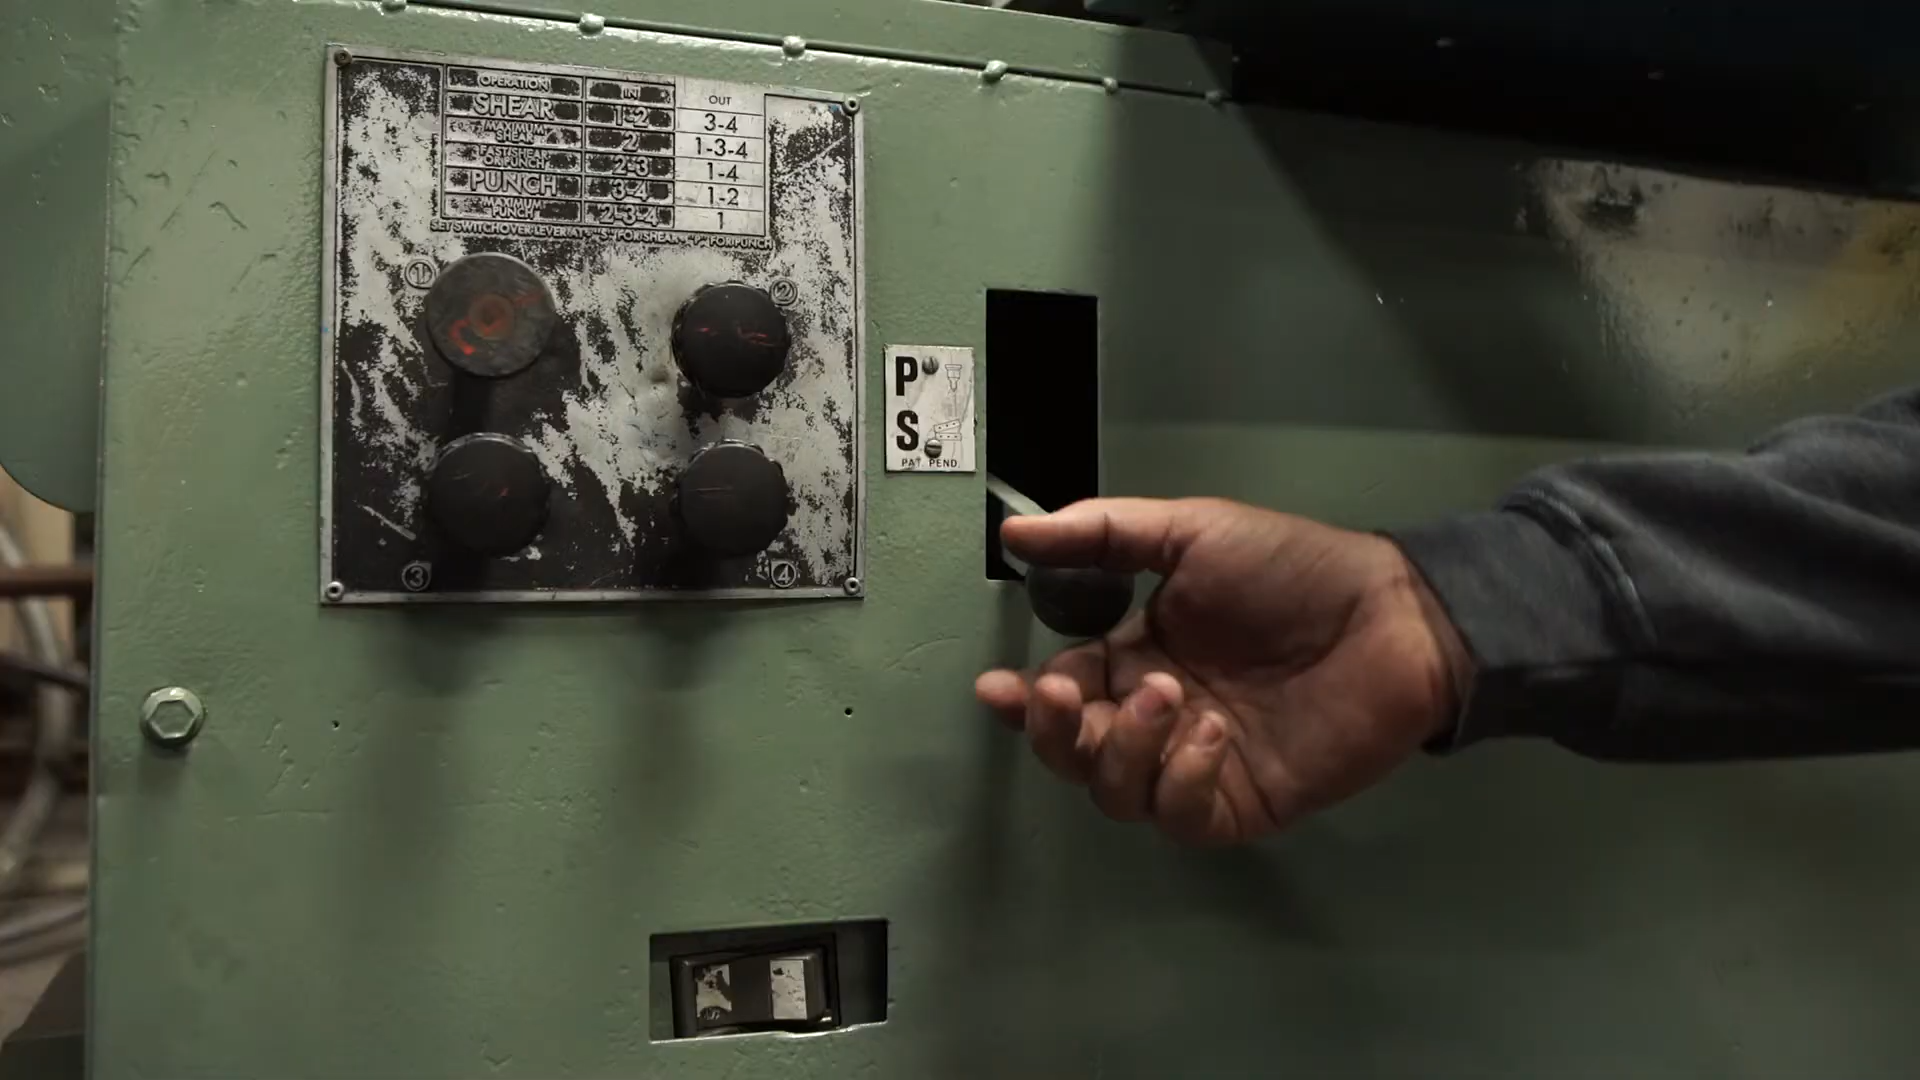 OPERATION IN OUT
SHEAR 1-2 3-4
MAXIMUM SHEAR 2 1-3-4
FAST SHEAR OR PUNCH 2-3 1-4
PUNCH 3-4 1-2
MAXIMUM PUNCH 2-3-4 1
SET SWITCHOVER LEVER AT "S" FOR SHEAR "P" FOR PUNCH
1
2
3
4
P
S
PAT. PEND.